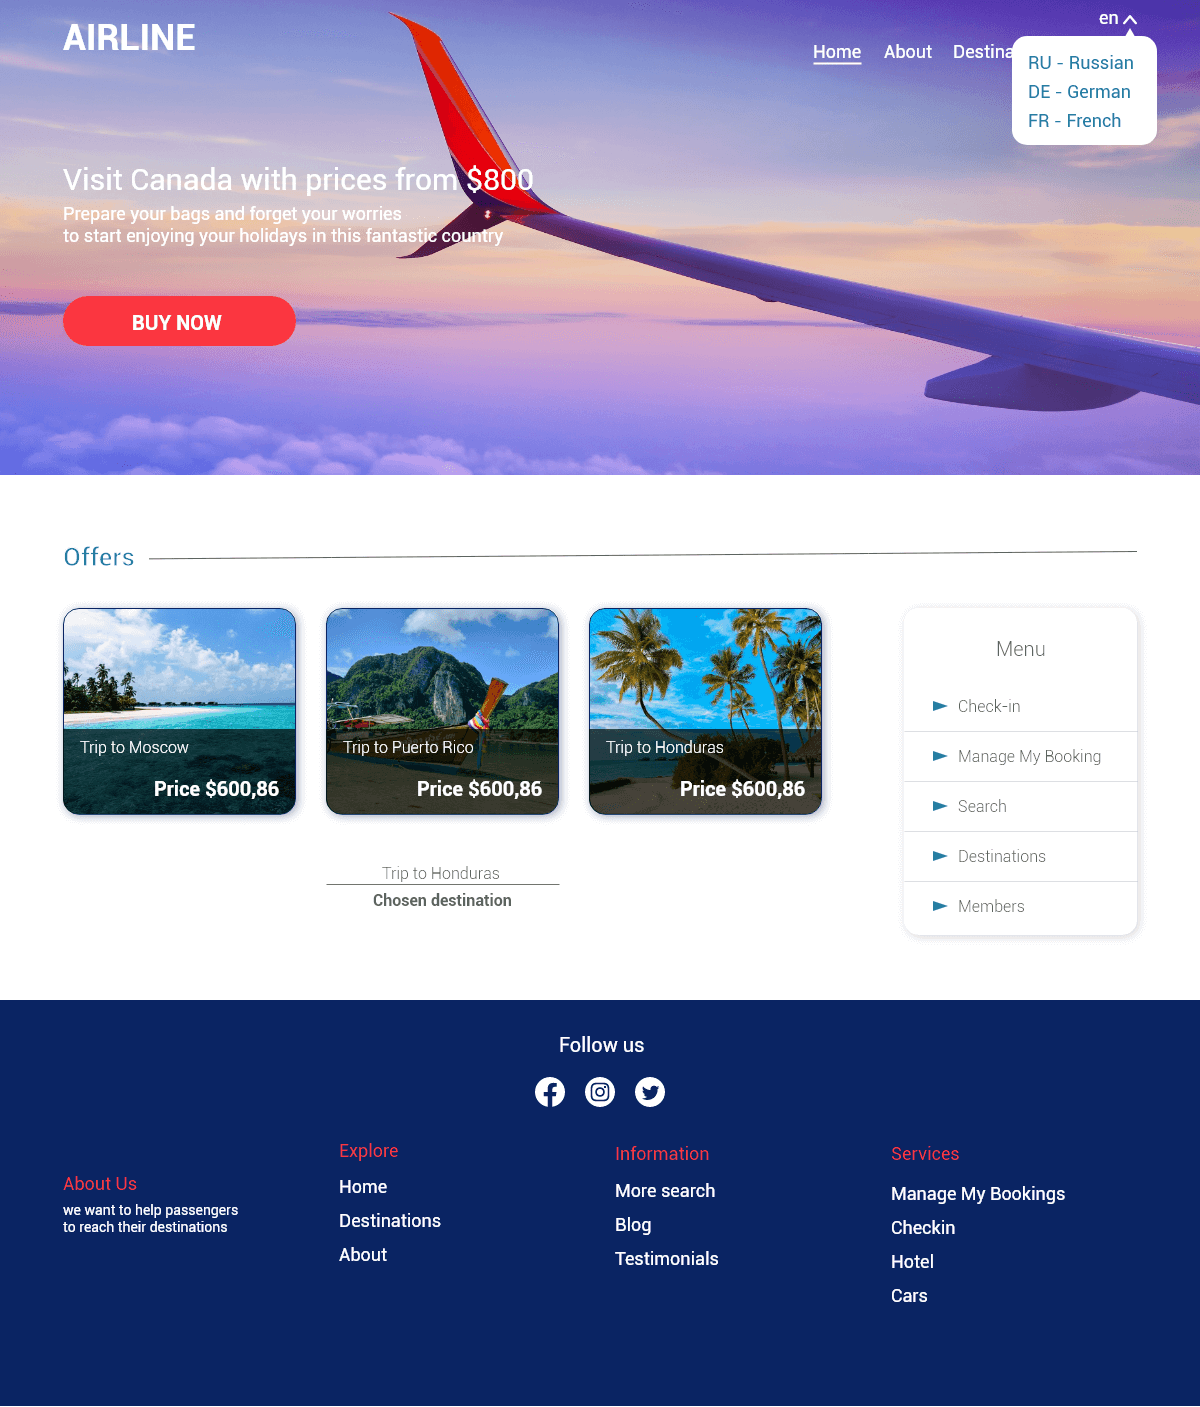 AIRLINE
en
Home
About
Destina
RU - Russian
DE - German
FR - French
Visit Canada with prices from $800
Prepare your bags and forget your worries
to start enjoying your holidays in this fantastic country
BUY NOW
Offers
Trip to Moscow
Price $600,86
Trip to Puerto Rico
Price $600,86
Trip to Honduras
Price $600,86
Trip to Honduras
Chosen destination
Menu
Check-in
Manage My Booking
Search
Destinations
Members
Follow us
About Us
we want to help passengers
to reach their destinations
Explore
Home
Destinations
About
Information
More search
Blog
Testimonials
Services
Manage My Bookings
Checkin
Hotel
Cars